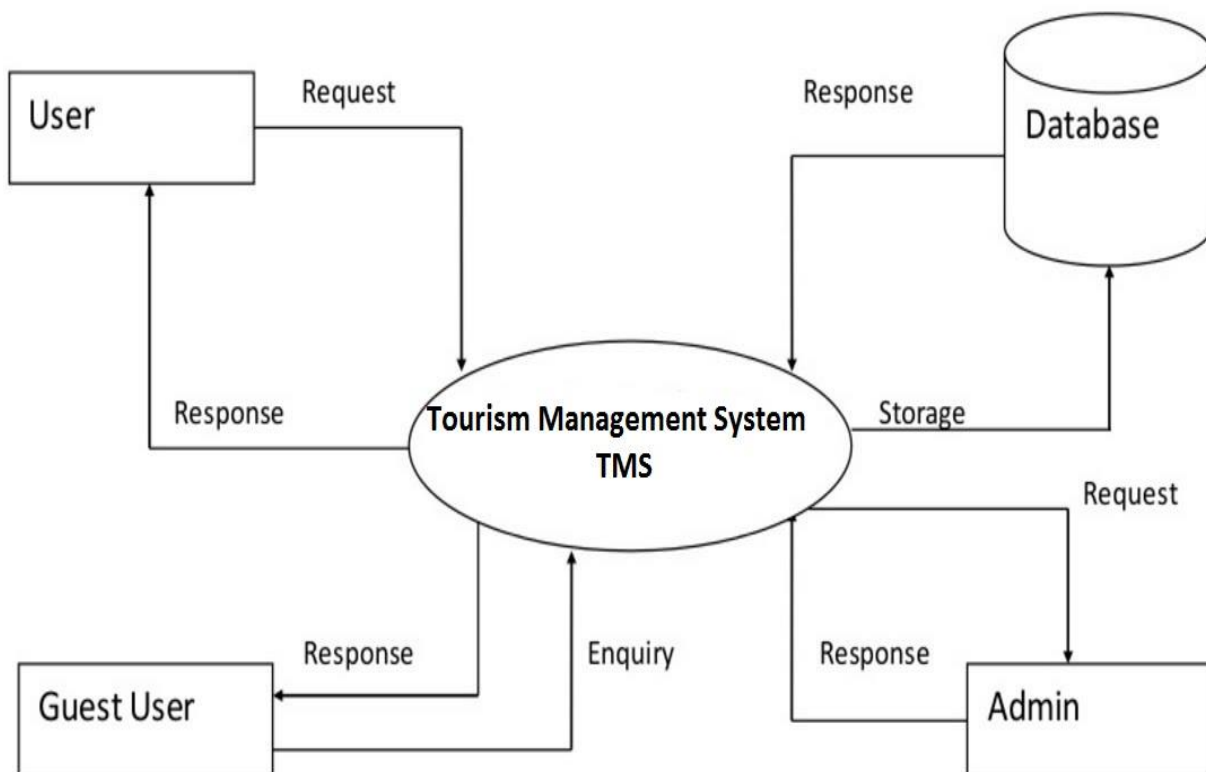 User
Request
Response
Database
Response
Tourism Management System
TMS
Storage
Request
Response
Enquiry
Response
Guest User
Admin